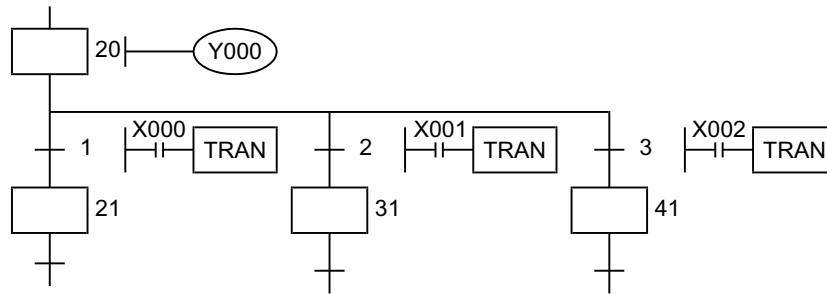 20 Y000
X000 X001 X002
1 TRAN 2 TRAN 3 TRAN
21 31 41